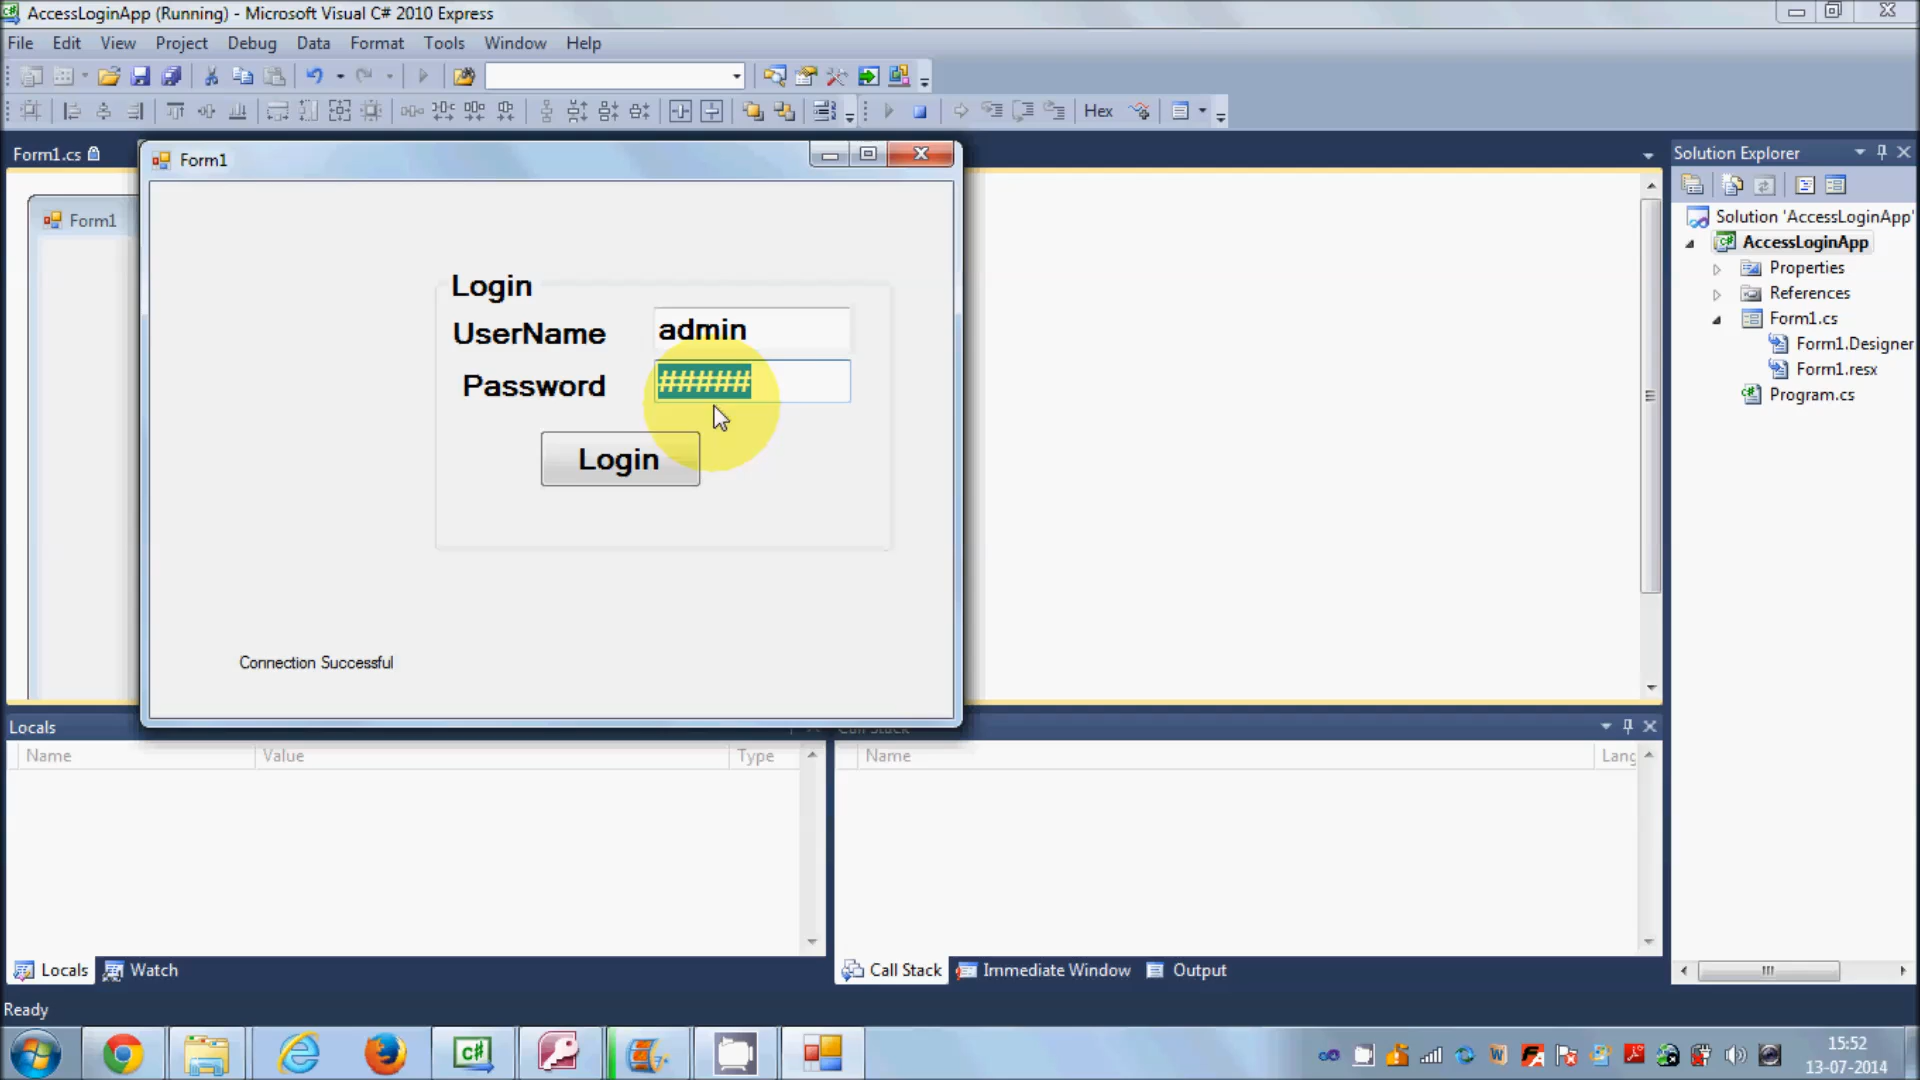 AccessLoginApp (Running) - Microsoft Visual C# 2010 Express
File Edit View Project Debug Data Format Tools Window Help
Hex
Form1.cs
Form1
Form1
Login
UserName admin
Password ######
Login
Connection Successful
Solution Explorer
Solution 'AccessLoginApp'
AccessLoginApp
Properties
References
Form1.cs
Form1.Designer
Form1.resx
Program.cs
Locals
Name Value Type
Call Stack
Name Lang
Locals Watch
Call Stack Immediate Window Output
Ready
15:52
13-07-2014